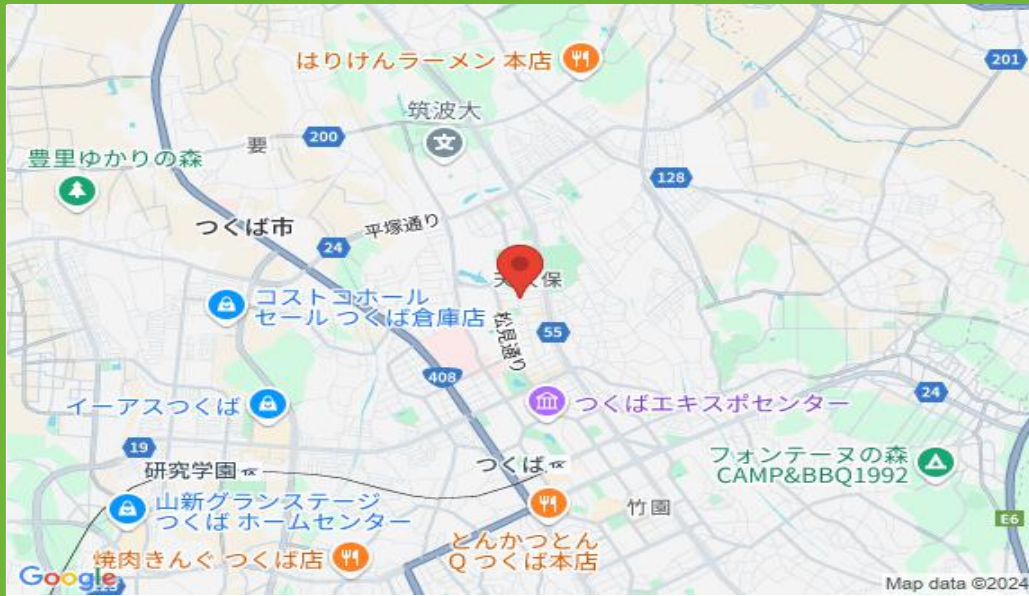 はりけんラーメン 本店
201
筑波大
200
要
豊里ゆかりの森
128
つくば市
平塚通り
24
コストコホール
セール つくば倉庫店
松見通り
55
408
24
イーアスつくば
つくばエキスポセンター
19
研究学園
つくば
フォンテーヌの森
CAMP&BBQ1992
山新グランステージ
つくば ホームセンター
竹園
E6
焼肉きんぐ つくば店
とんかつとん
Q つくば本店
Google
Map data ©2024